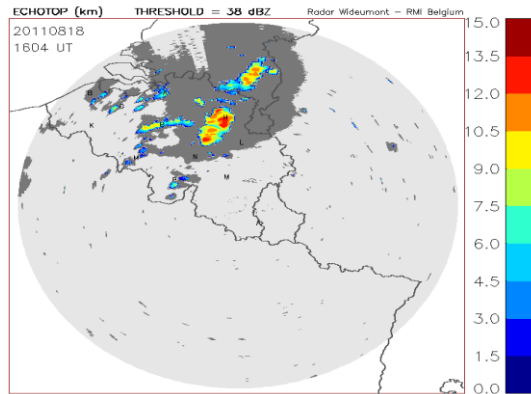 ECHOTOP (km) THRESHOLD = 38 dBZ Radar Wideumont - RMI Belgium
20110818
1604 UT
15.0
13.5
12.0
10.5
9.0
7.5
6.0
4.5
3.0
1.5
0.0
B
K
L
N
M
M